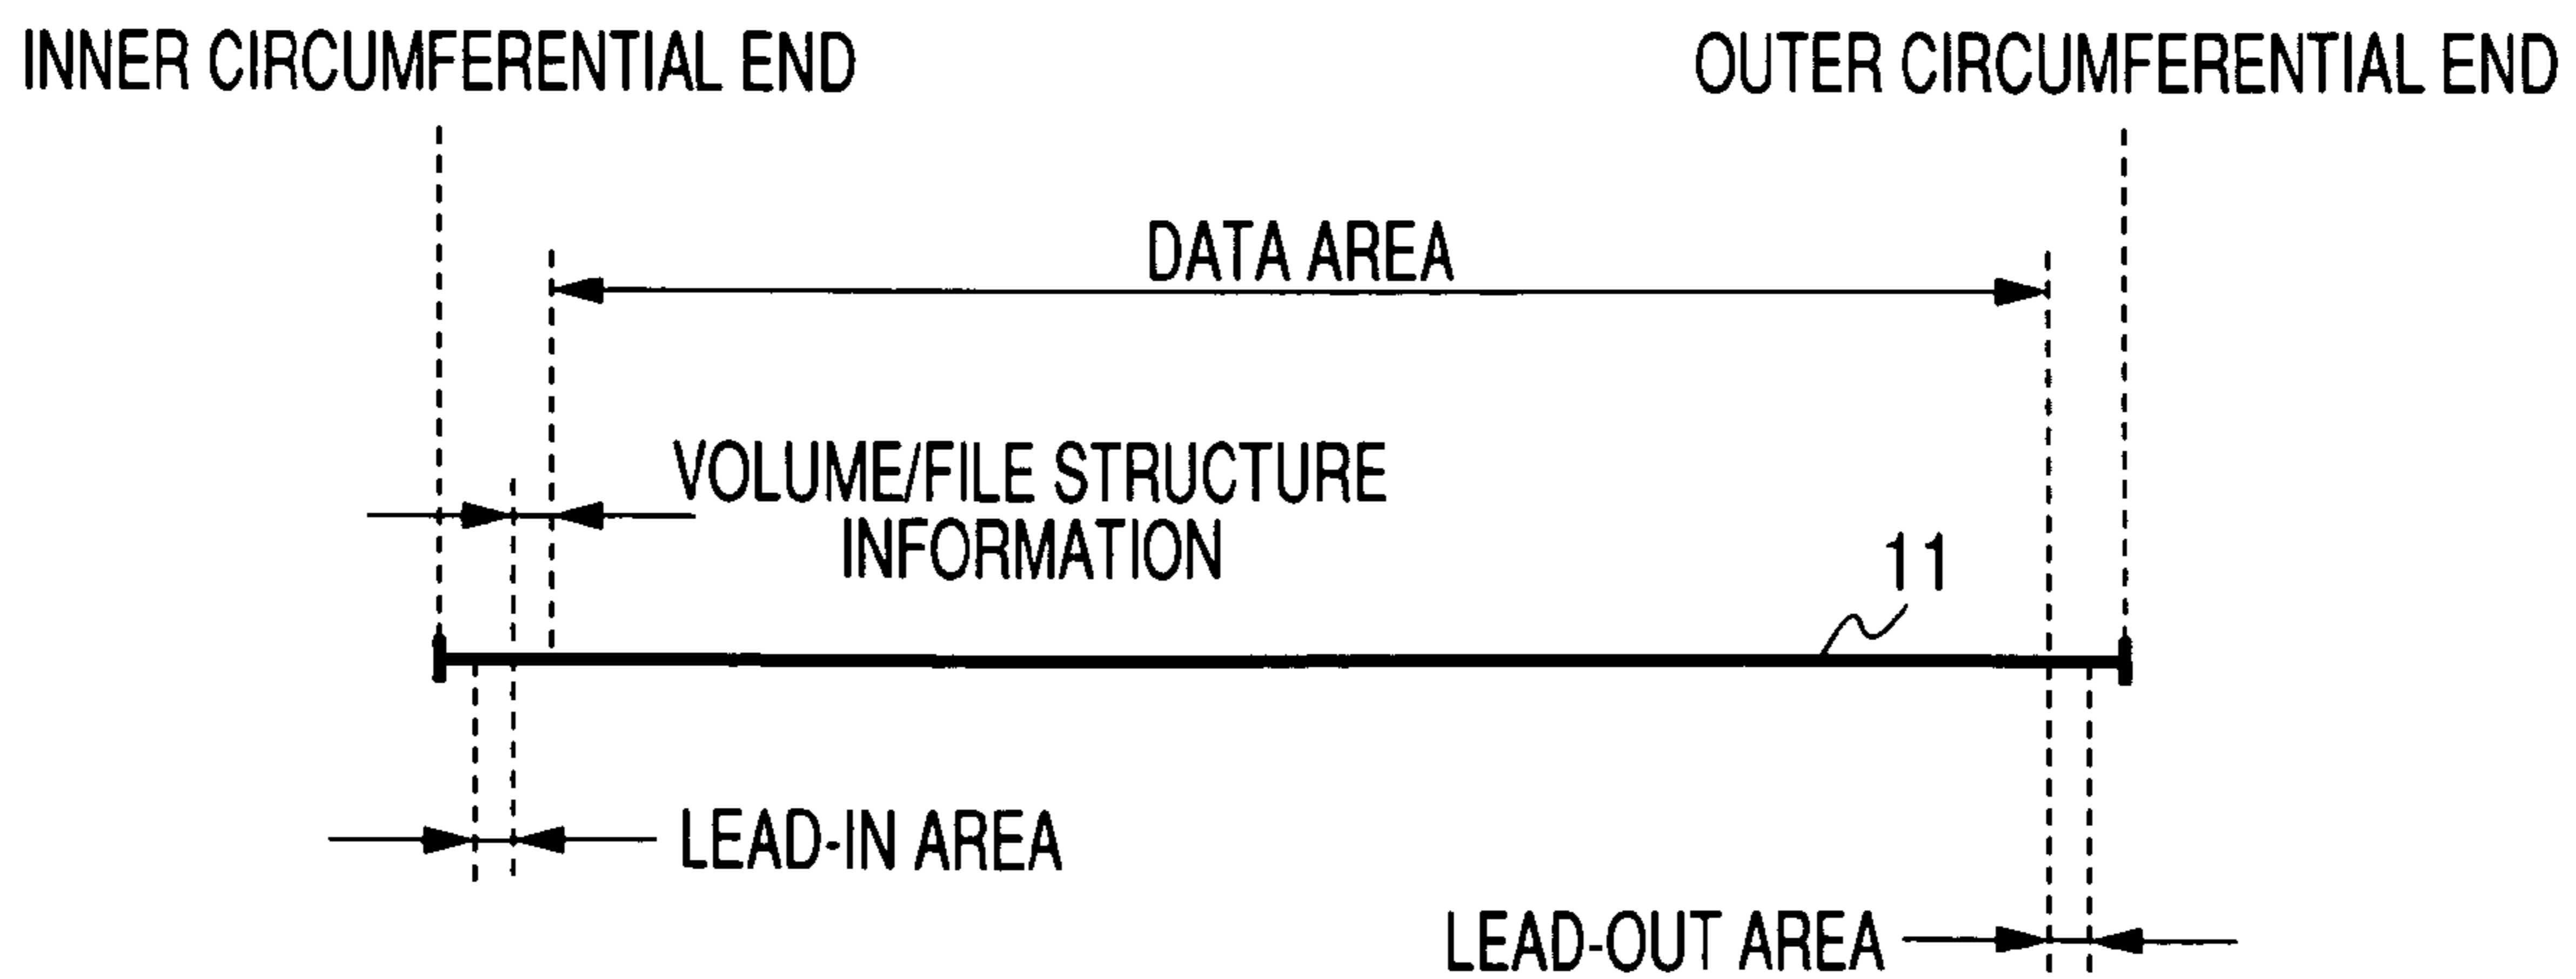 INNER CIRCUMFERENTIAL END
OUTER CIRCUMFERENTIAL END
DATA AREA
VOLUME/FILE STRUCTURE
INFORMATION
11
LEAD-IN AREA
LEAD-OUT AREA